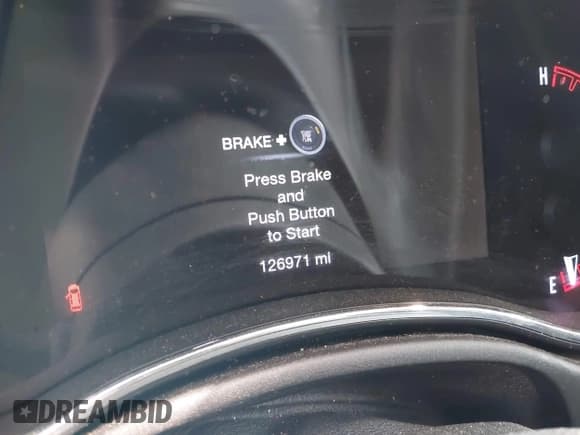 H
BRAKE +
Press Brake
and
Push Button
to Start
126971 mi
E
DREAMBID